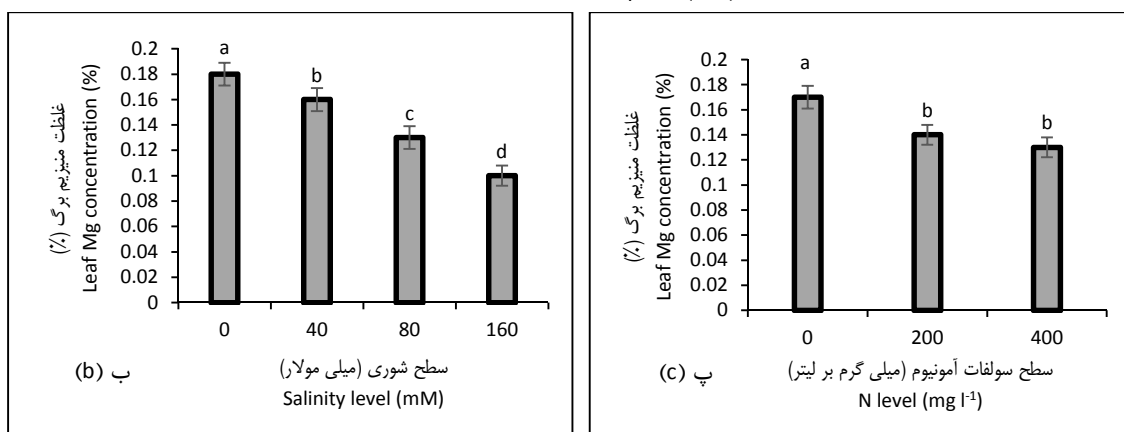 غلظت منیزیم برگ (%)
Leaf Mg concentration (%)
0.2
0.18
0.16
0.14
0.12
0.1
0.08
0.06
0.04
0.02
0
a
b
c
d
0 40 80 160
سطح شوری (میلی مولار)
Salinity level (mM)
ب (b)
غلظت منیزیم برگ (%)
Leaf Mg concentration (%)
0.2
0.18
0.16
0.14
0.12
0.1
0.08
0.06
0.04
0.02
0
a
b
b
0 200 400
سطح سولفات آمونیوم (میلی گرم بر لیتر)
N level (mg l⁻¹)
پ (c)